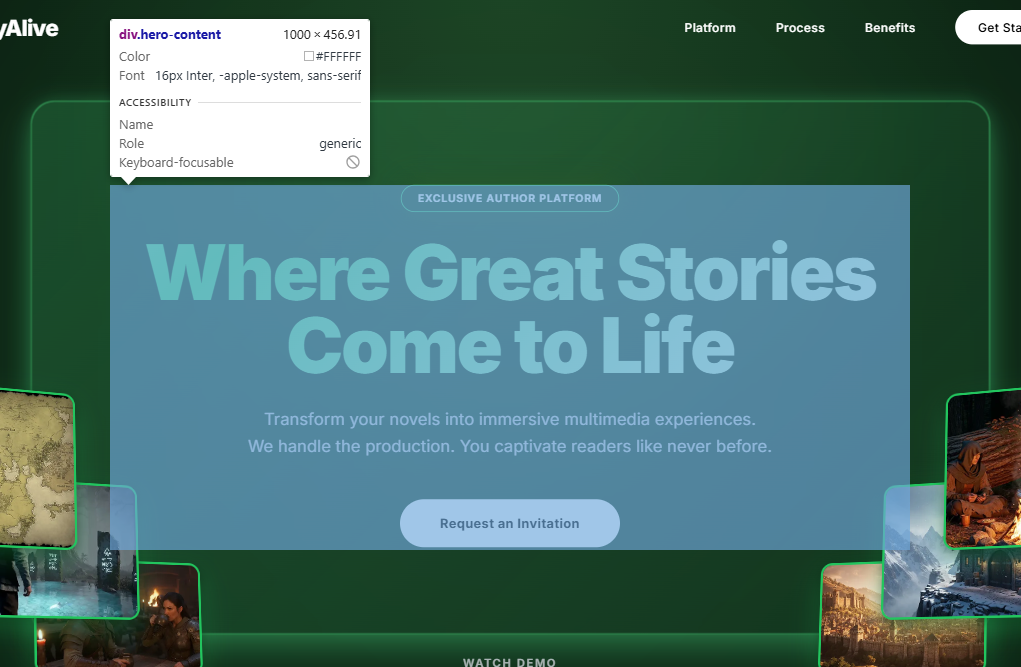 yAlive
Platform
Process
Benefits
Get Sta
div.hero-content 1000 × 456.91
Color #FFFFFF
Font 16px Inter, -apple-system, sans-serif
ACCESSIBILITY
Name
Role generic
Keyboard-focusable
EXCLUSIVE AUTHOR PLATFORM
Where Great Stories
Come to Life
Transform your novels into immersive multimedia experiences.
We handle the production. You captivate readers like never before.
Request an Invitation
WATCH DEMO